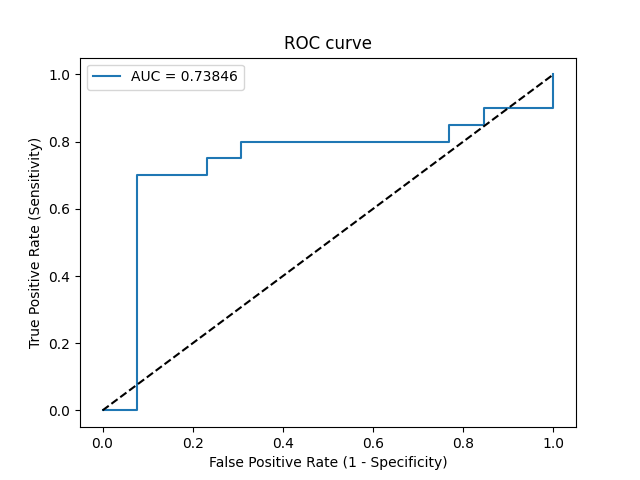 ROC curve
AUC = 0.73846
1.0
0.8
0.6
0.4
0.2
0.0
True Positive Rate (Sensitivity)
0.0 0.2 0.4 0.6 0.8 1.0
False Positive Rate (1 - Specificity)